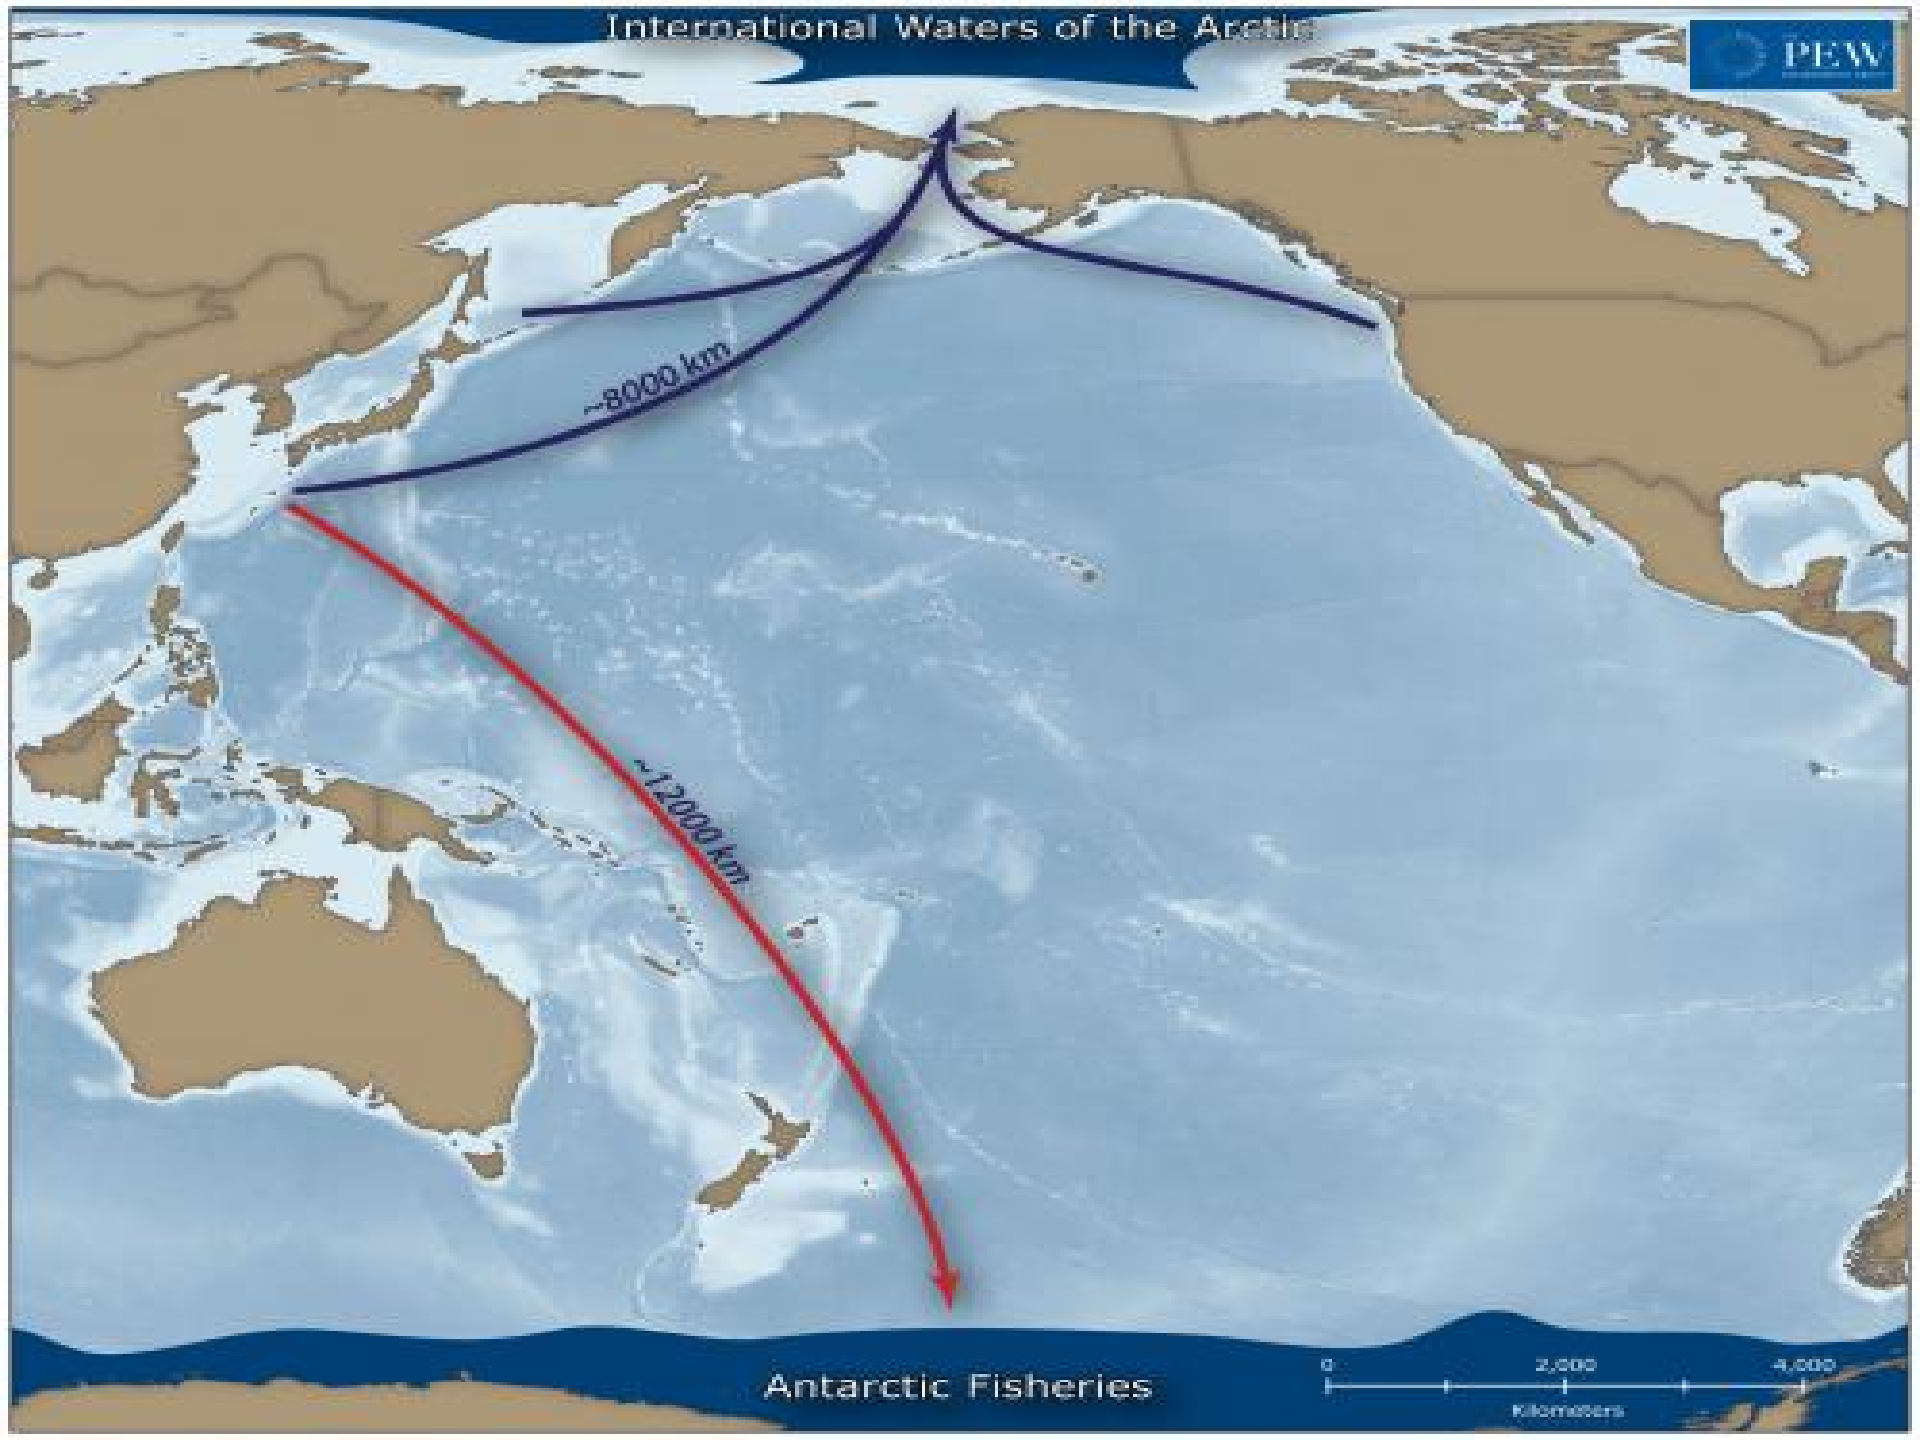 International Waters of the Arctic
PEW
~8000 km
~12000 km
Antarctic Fisheries
0 2,000 4,000
Kilometers